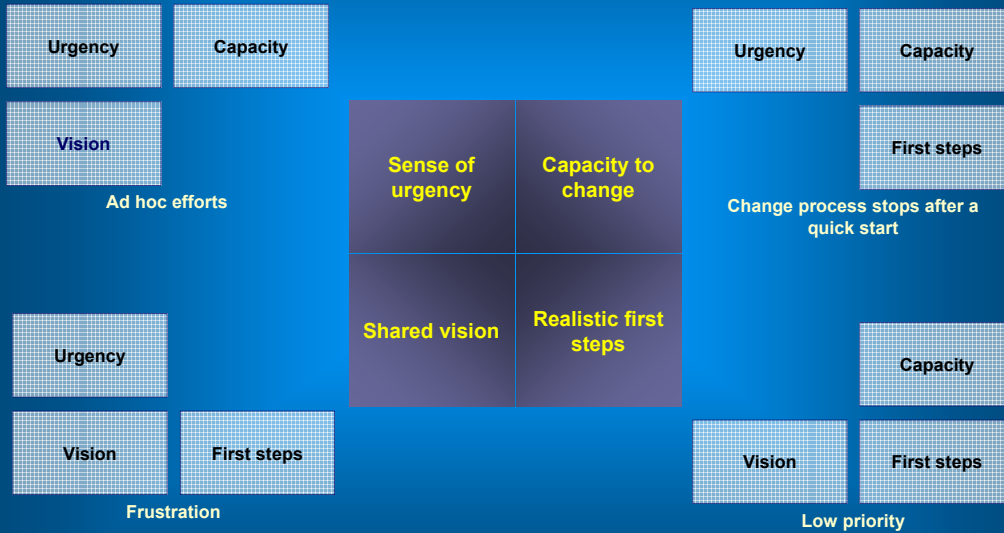 Urgency
Capacity
Vision
Ad hoc efforts
Sense of
urgency
Capacity to
change
Shared vision
Realistic first
steps
Urgency
Capacity
First steps
Change process stops after a
quick start
Urgency
Vision
First steps
Frustration
Capacity
Vision
First steps
Low priority